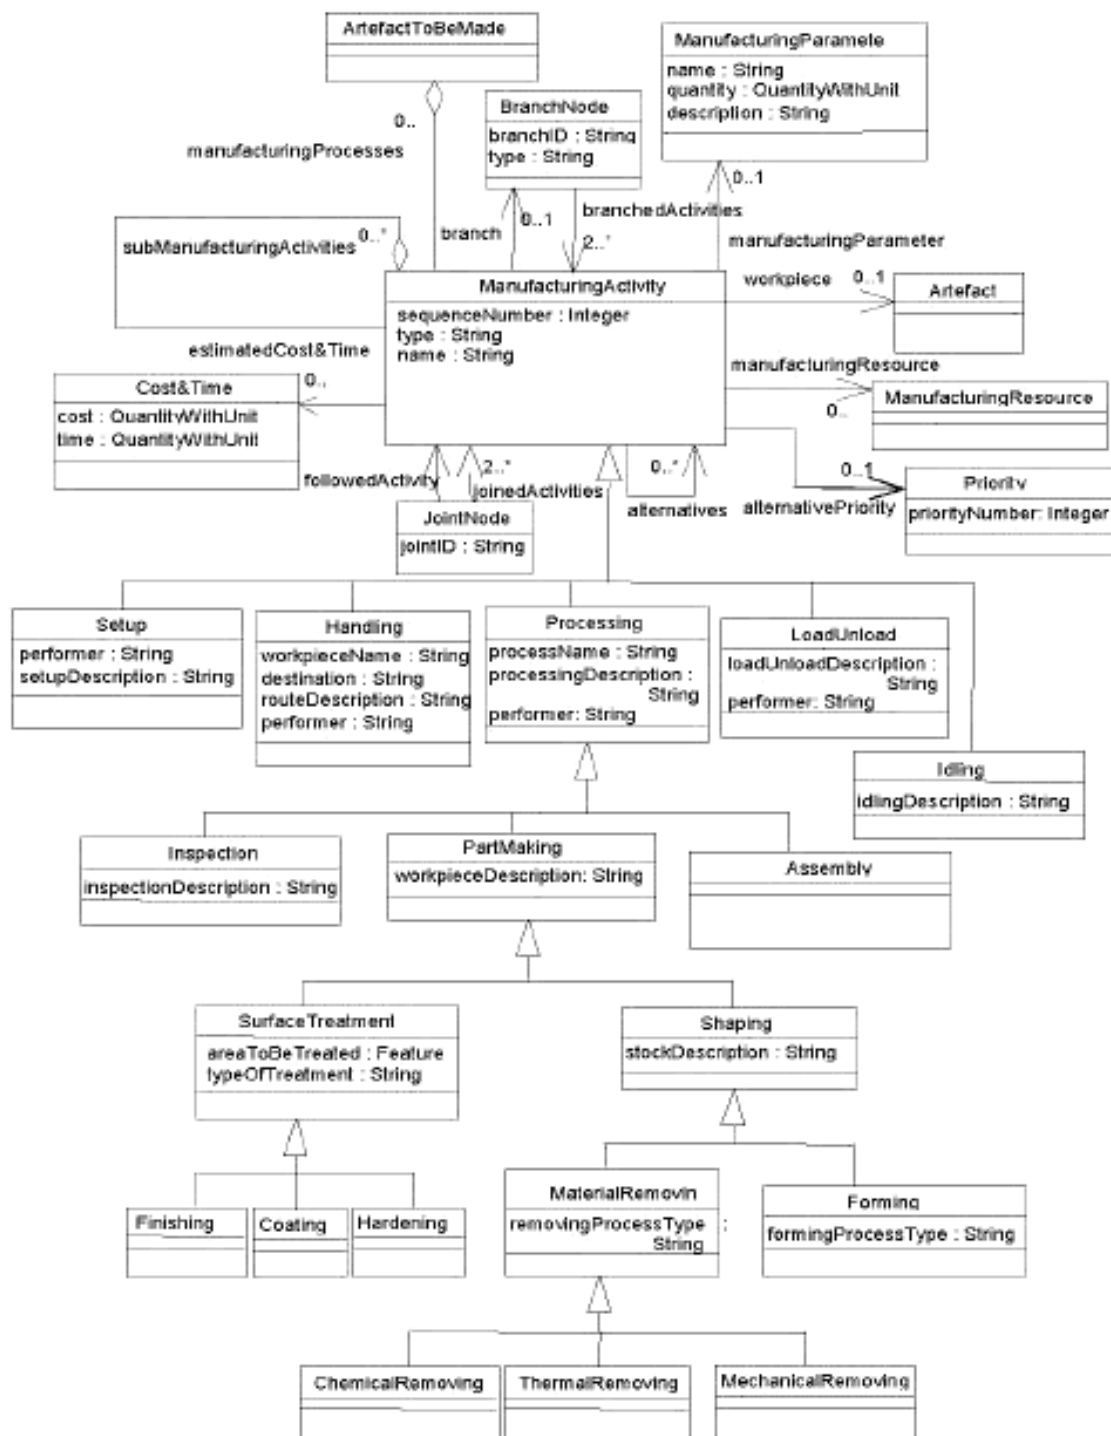 ArtefactToBeMade
0..
manufacturingProcesses
ManufacturingParamele
name : String
quantity : QuantityWithUnit
description : String
0..1
manufacturingParameter
BranchNode
branchID : String
type : String
0..1
branch
branchedActivities
2..*
subManufacturingActivities
0..*
ManufacturingActivity
sequenceNumber : Integer
type : String
name : String
workpiece
0..1
Artefact
estimatedCost&Time
0..
Cost&Time
cost : QuantityWithUnit
time : QuantityWithUnit
manufacturingResource
0..
ManufacturingResource
followedActivity
2..*
joinedActivities
JointNode
jointID : String
0..*
alternatives
0..1
alternativePriority
Priority
priorityNumber: Integer
Setup
performer : String
setupDescription : String
Handling
workpieceName : String
destination : String
routeDescription : String
performer : String
Processing
processName : String
processingDescription :
String
performer: String
LoadUnload
loadUnloadDescription :
String
performer: String
Idling
idlingDescription : String
Inspection
inspectionDescription : String
PartMaking
workpieceDescription: String
Assembly
SurfaceTreatment
areaToBeTreated : Feature
typeOfTreatment : String
Shaping
stockDescription : String
Finishing
Coating
Hardening
MaterialRemovin
removingProcessType :
String
Forming
formingProcessType : String
ChemicalRemoving
ThermalRemoving
MechanicalRemoving